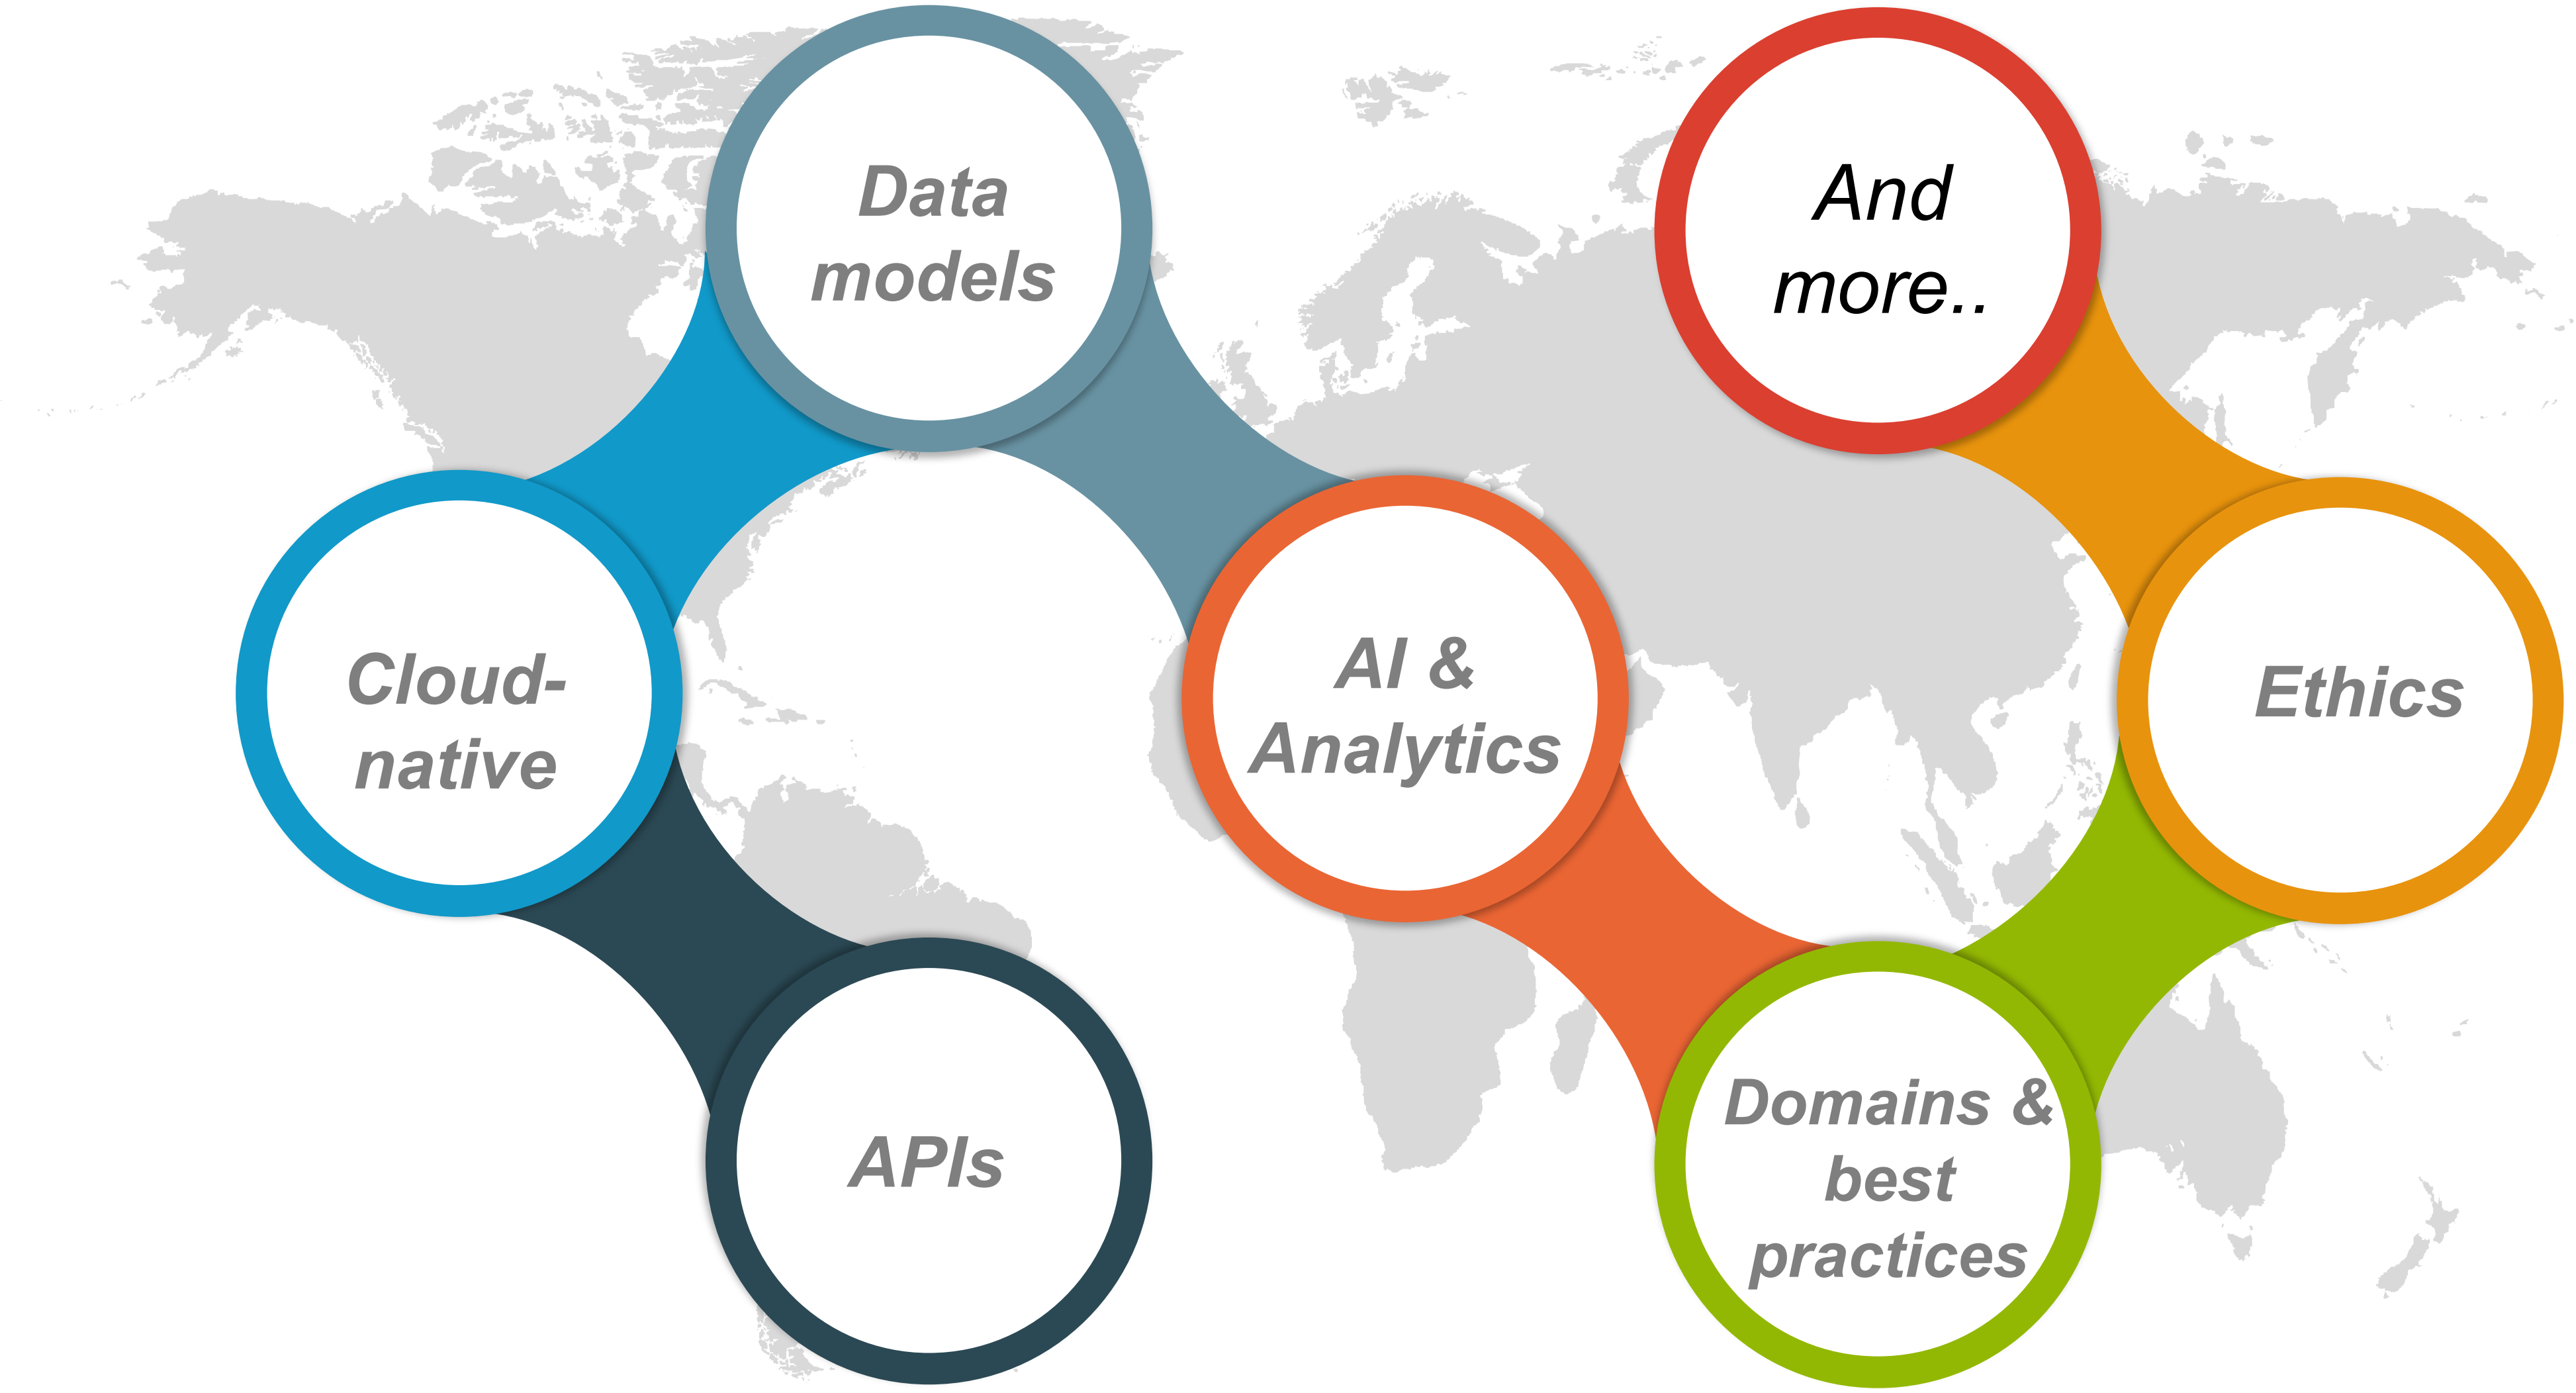 Data
models
And
more..
Cloud-
native
AI &
Analytics
Ethics
APIs
Domains &
best
practices